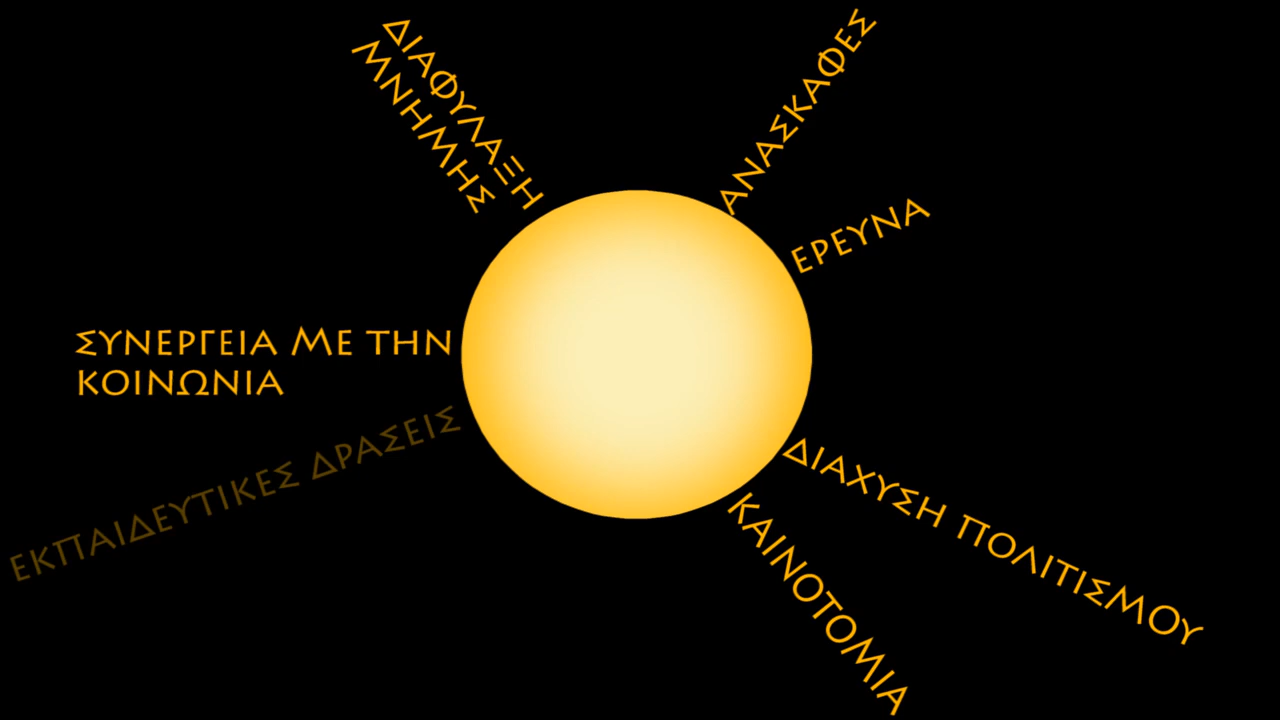 ΔΙΑΦΥΛΑΞΗ
ΜΝΗΜΗΣ
ΑΝΑΣΚΑΦΕΣ
ΕΡΕΥΝΑ
ΣΥΝΕΡΓΕΙΑ ΜΕ ΤΗΝ
ΚΟΙΝΩΝΙΑ
ΕΚΠΑΙΔΕΥΤΙΚΕΣ ΔΡΑΣΕΙΣ
ΔΙΑΧΥΣΗ ΠΟΛΙΤΙΣΜΟΥ
ΚΑΙΝΟΤΟΜΙΑ